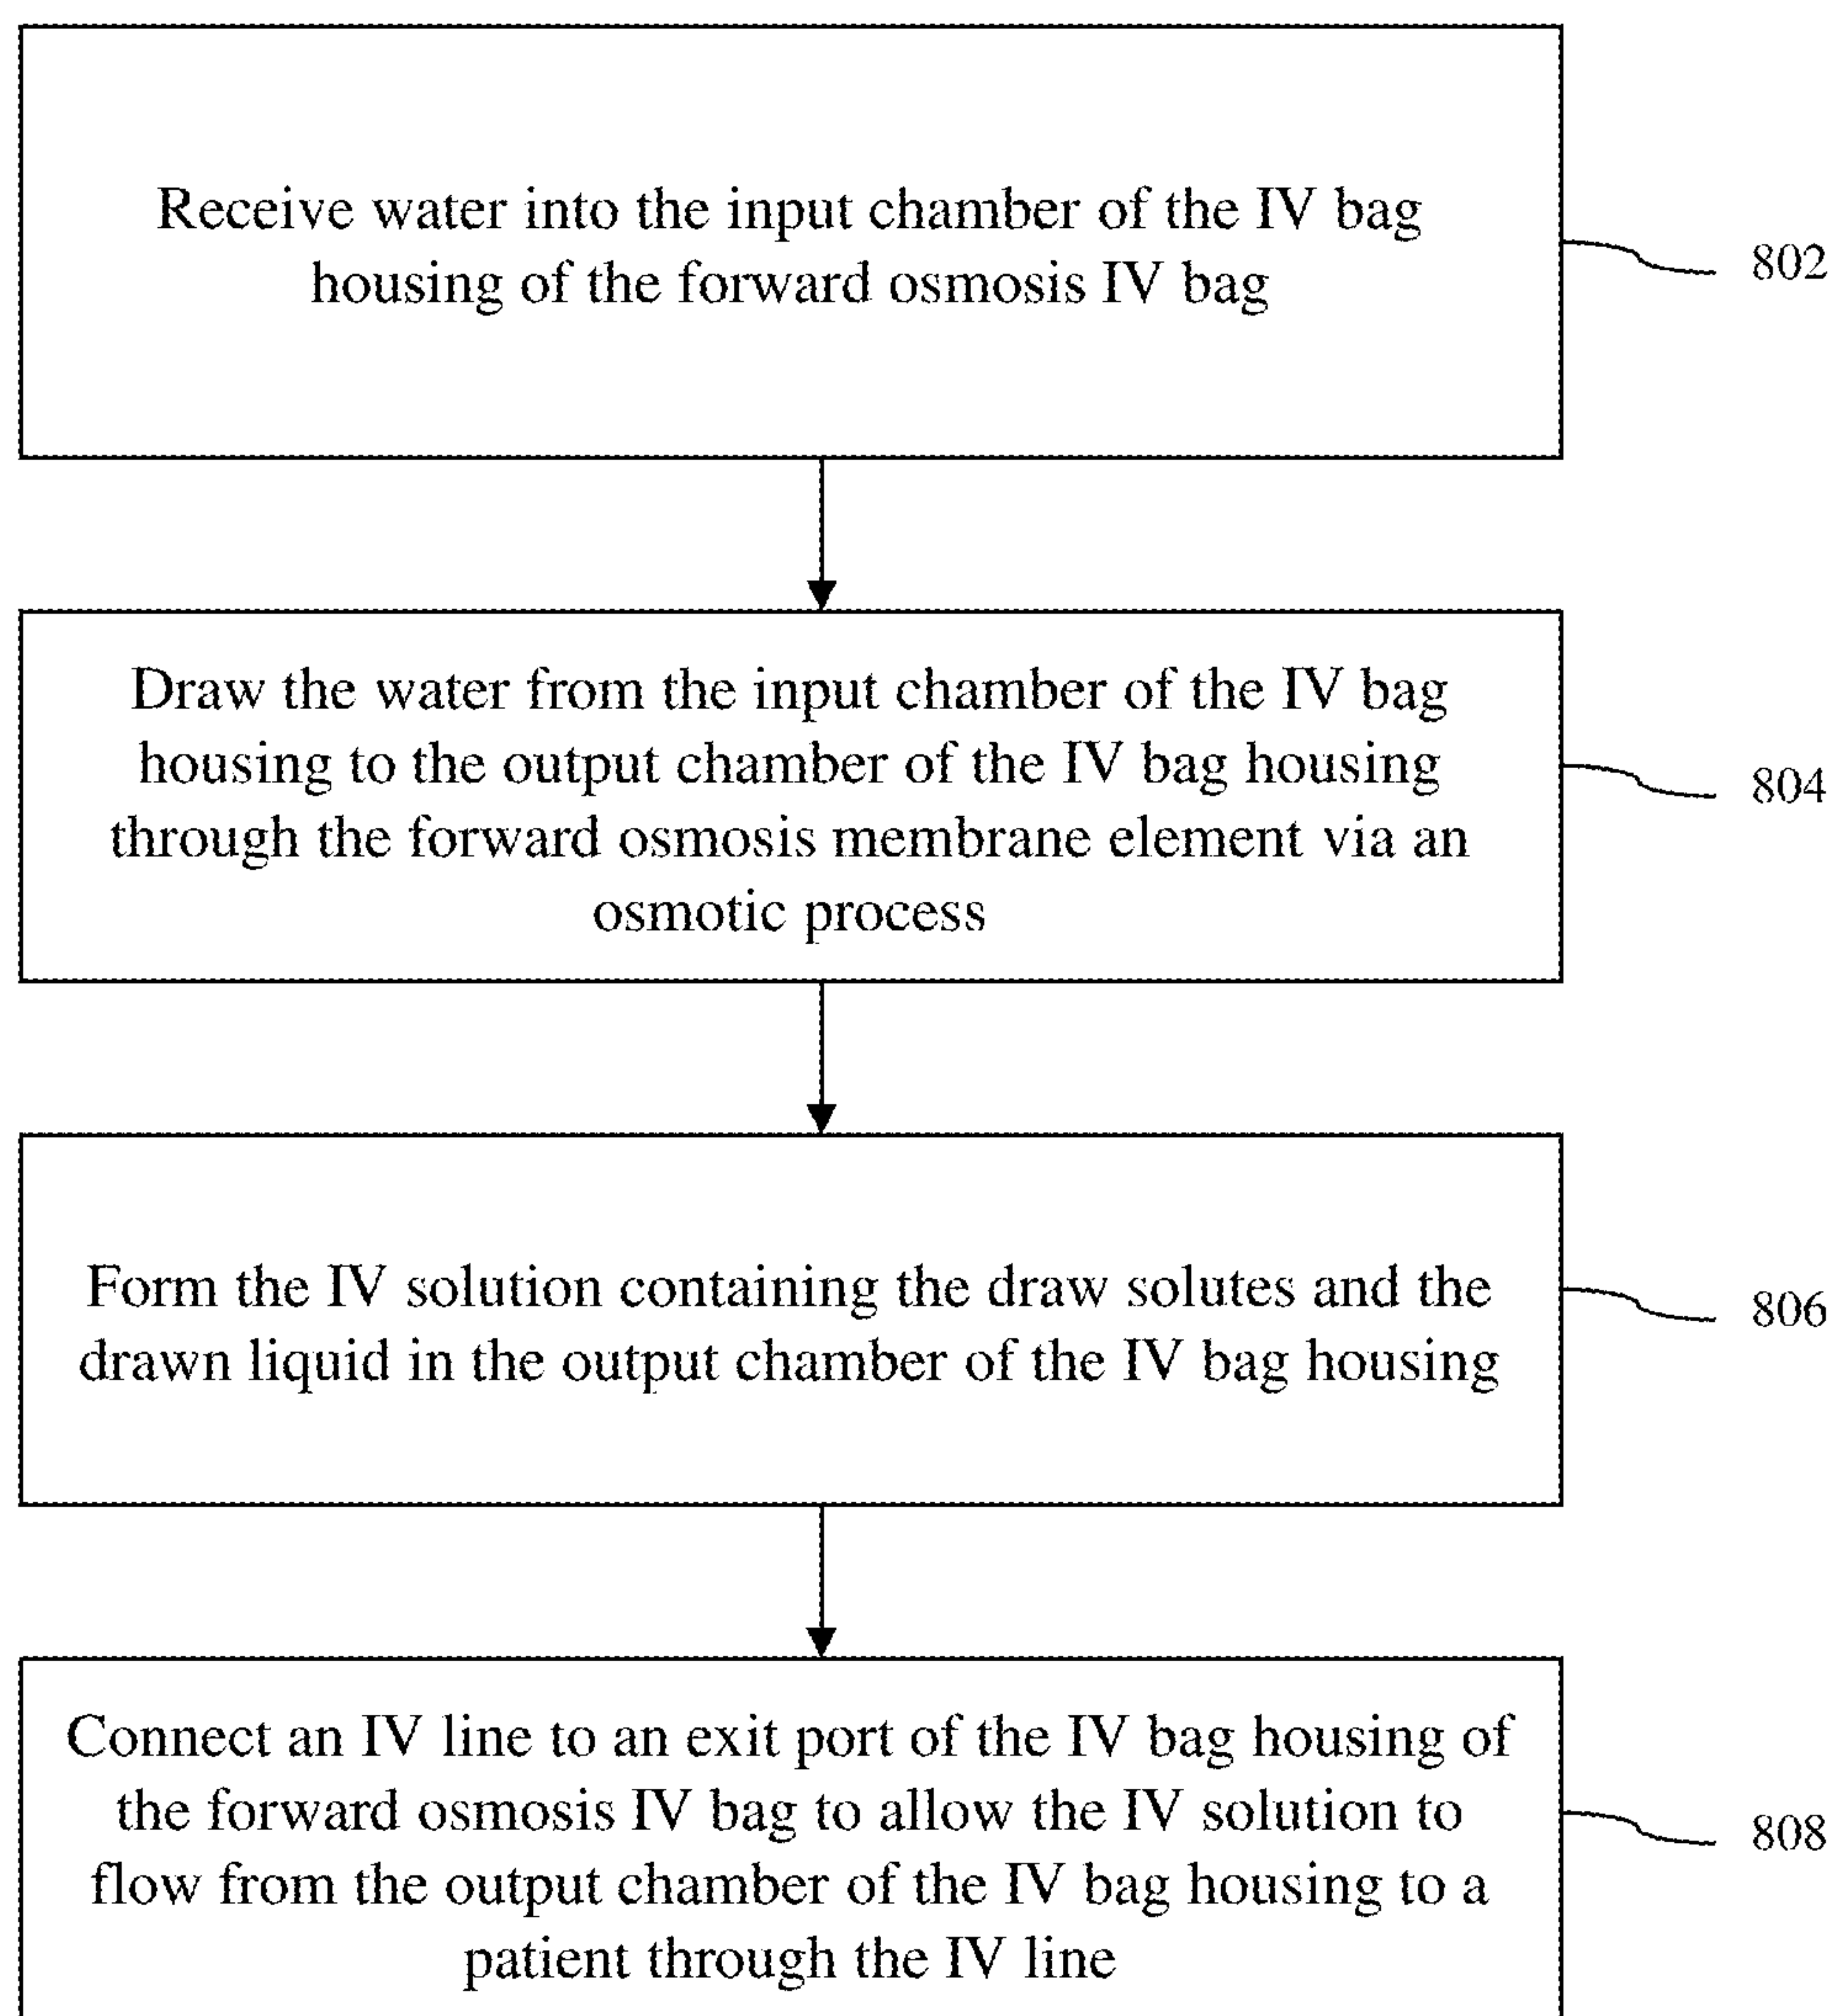 Receive water into the input chamber of the IV bag
housing of the forward osmosis IV bag
802
Draw the water from the input chamber of the IV bag
housing to the output chamber of the IV bag housing
through the forward osmosis membrane element via an
osmotic process
804
Form the IV solution containing the draw solutes and the
drawn liquid in the output chamber of the IV bag housing
806
Connect an IV line to an exit port of the IV bag housing of
the forward osmosis IV bag to allow the IV solution to
flow from the output chamber of the IV bag housing to a
patient through the IV line
808